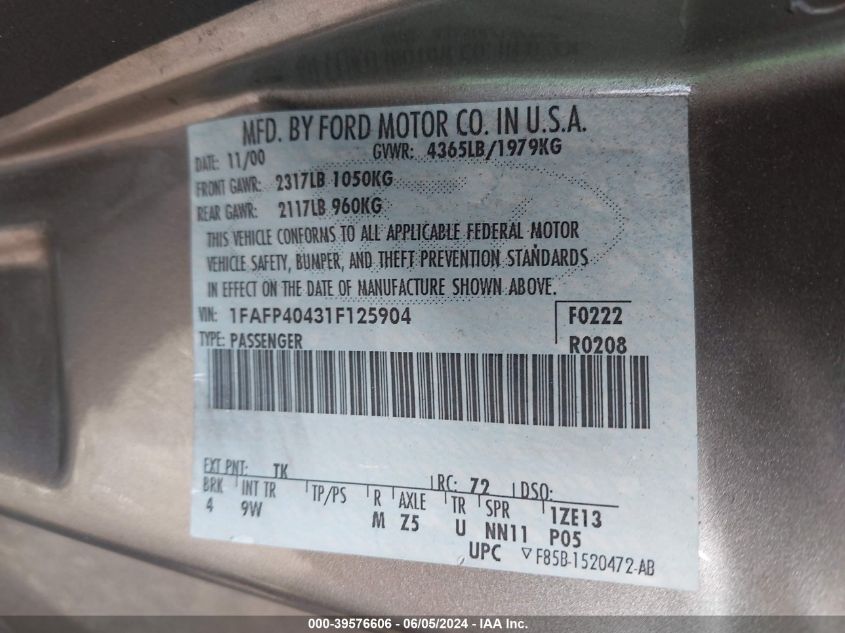 MFD. BY FORD MOTOR CO. IN U.S.A.
DATE: 11/00 GVWR: 4365LB/1979KG
FRONT GAWR: 2317LB 1050KG
REAR GAWR: 2117LB 960KG
THIS VEHICLE CONFORMS TO ALL APPLICABLE FEDERAL MOTOR
VEHICLE SAFETY, BUMPER, AND THEFT PREVENTION STANDARDS
IN EFFECT ON THE DATE OF MANUFACTURE SHOWN ABOVE.
VIN: 1FAFP40431F125904 F0222
TYPE: PASSENGER R0208
EXT PNT: TK RC: 72 DSO:
BRK INT TR TP/PS R AXLE TR SPR 1ZE13
4 9W M Z5 U NN11 P05
UPC ▽F85B-1520472-AB
000-39576606 - 06/05/2024 - IAA Inc.